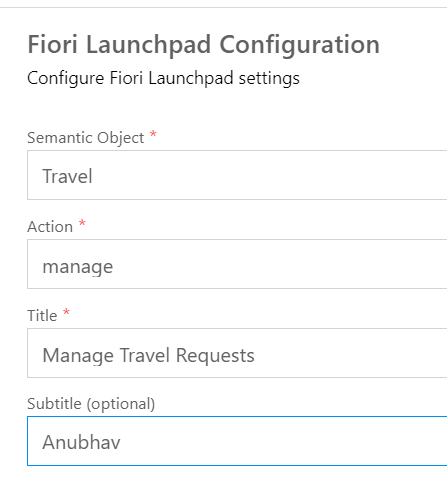 Fiori Launchpad Configuration
Configure Fiori Launchpad settings
Semantic Object *
Travel
Action *
manage
Title *
Manage Travel Requests
Subtitle (optional)
Anubhav